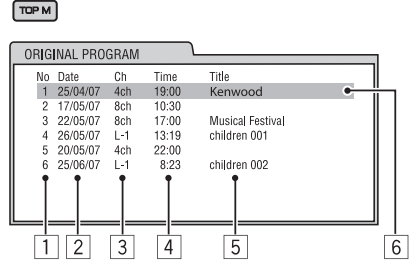 TOP M
ORIGINAL PROGRAM
No Date Ch Time Title
1 25/04/07 4ch 19:00 Kenwood
2 17/05/07 8ch 10:30
3 22/05/07 8ch 17:00 Musical Festival
4 26/05/07 L-1 13:19 children 001
5 20/05/07 4ch 22:00
6 25/06/07 L-1 8:23 children 002
1 2 3 4 5 6